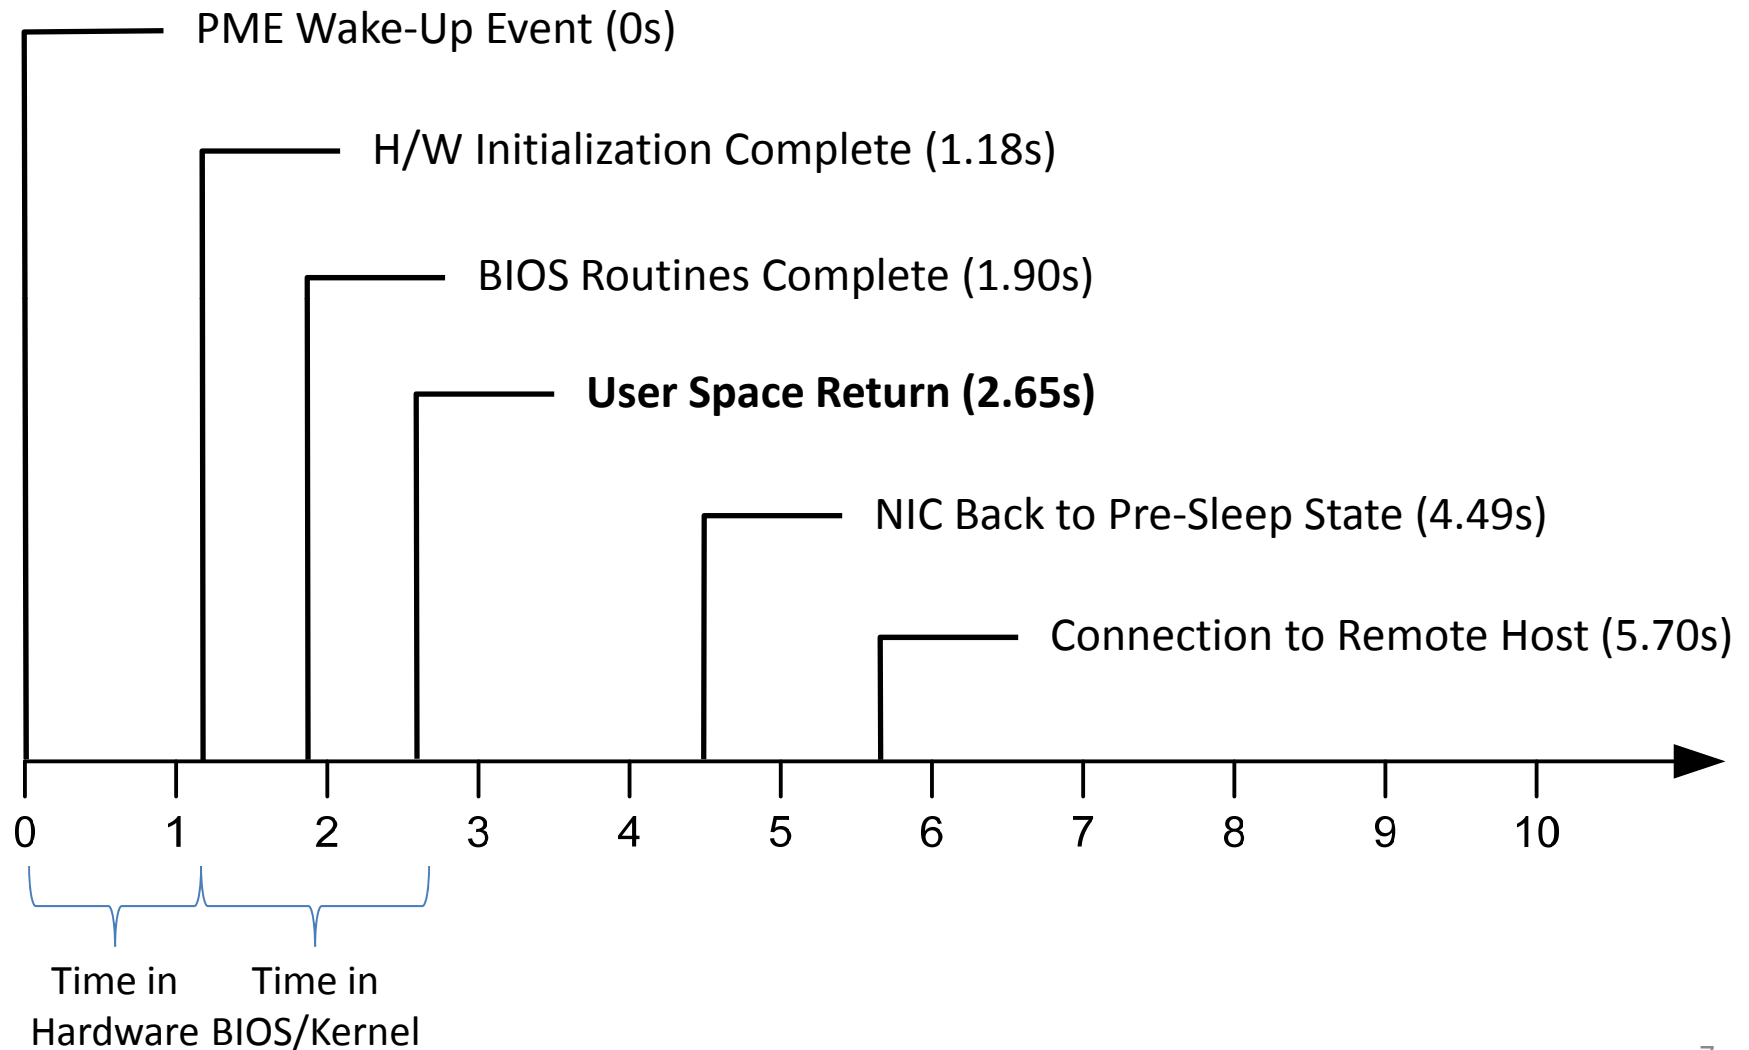 PME Wake-Up Event (0s)
H/W Initialization Complete (1.18s)
BIOS Routines Complete (1.90s)
User Space Return (2.65s)
NIC Back to Pre-Sleep State (4.49s)
Connection to Remote Host (5.70s)
0 1 2 3 4 5 6 7 8 9 10
Time in Time in
Hardware BIOS/Kernel